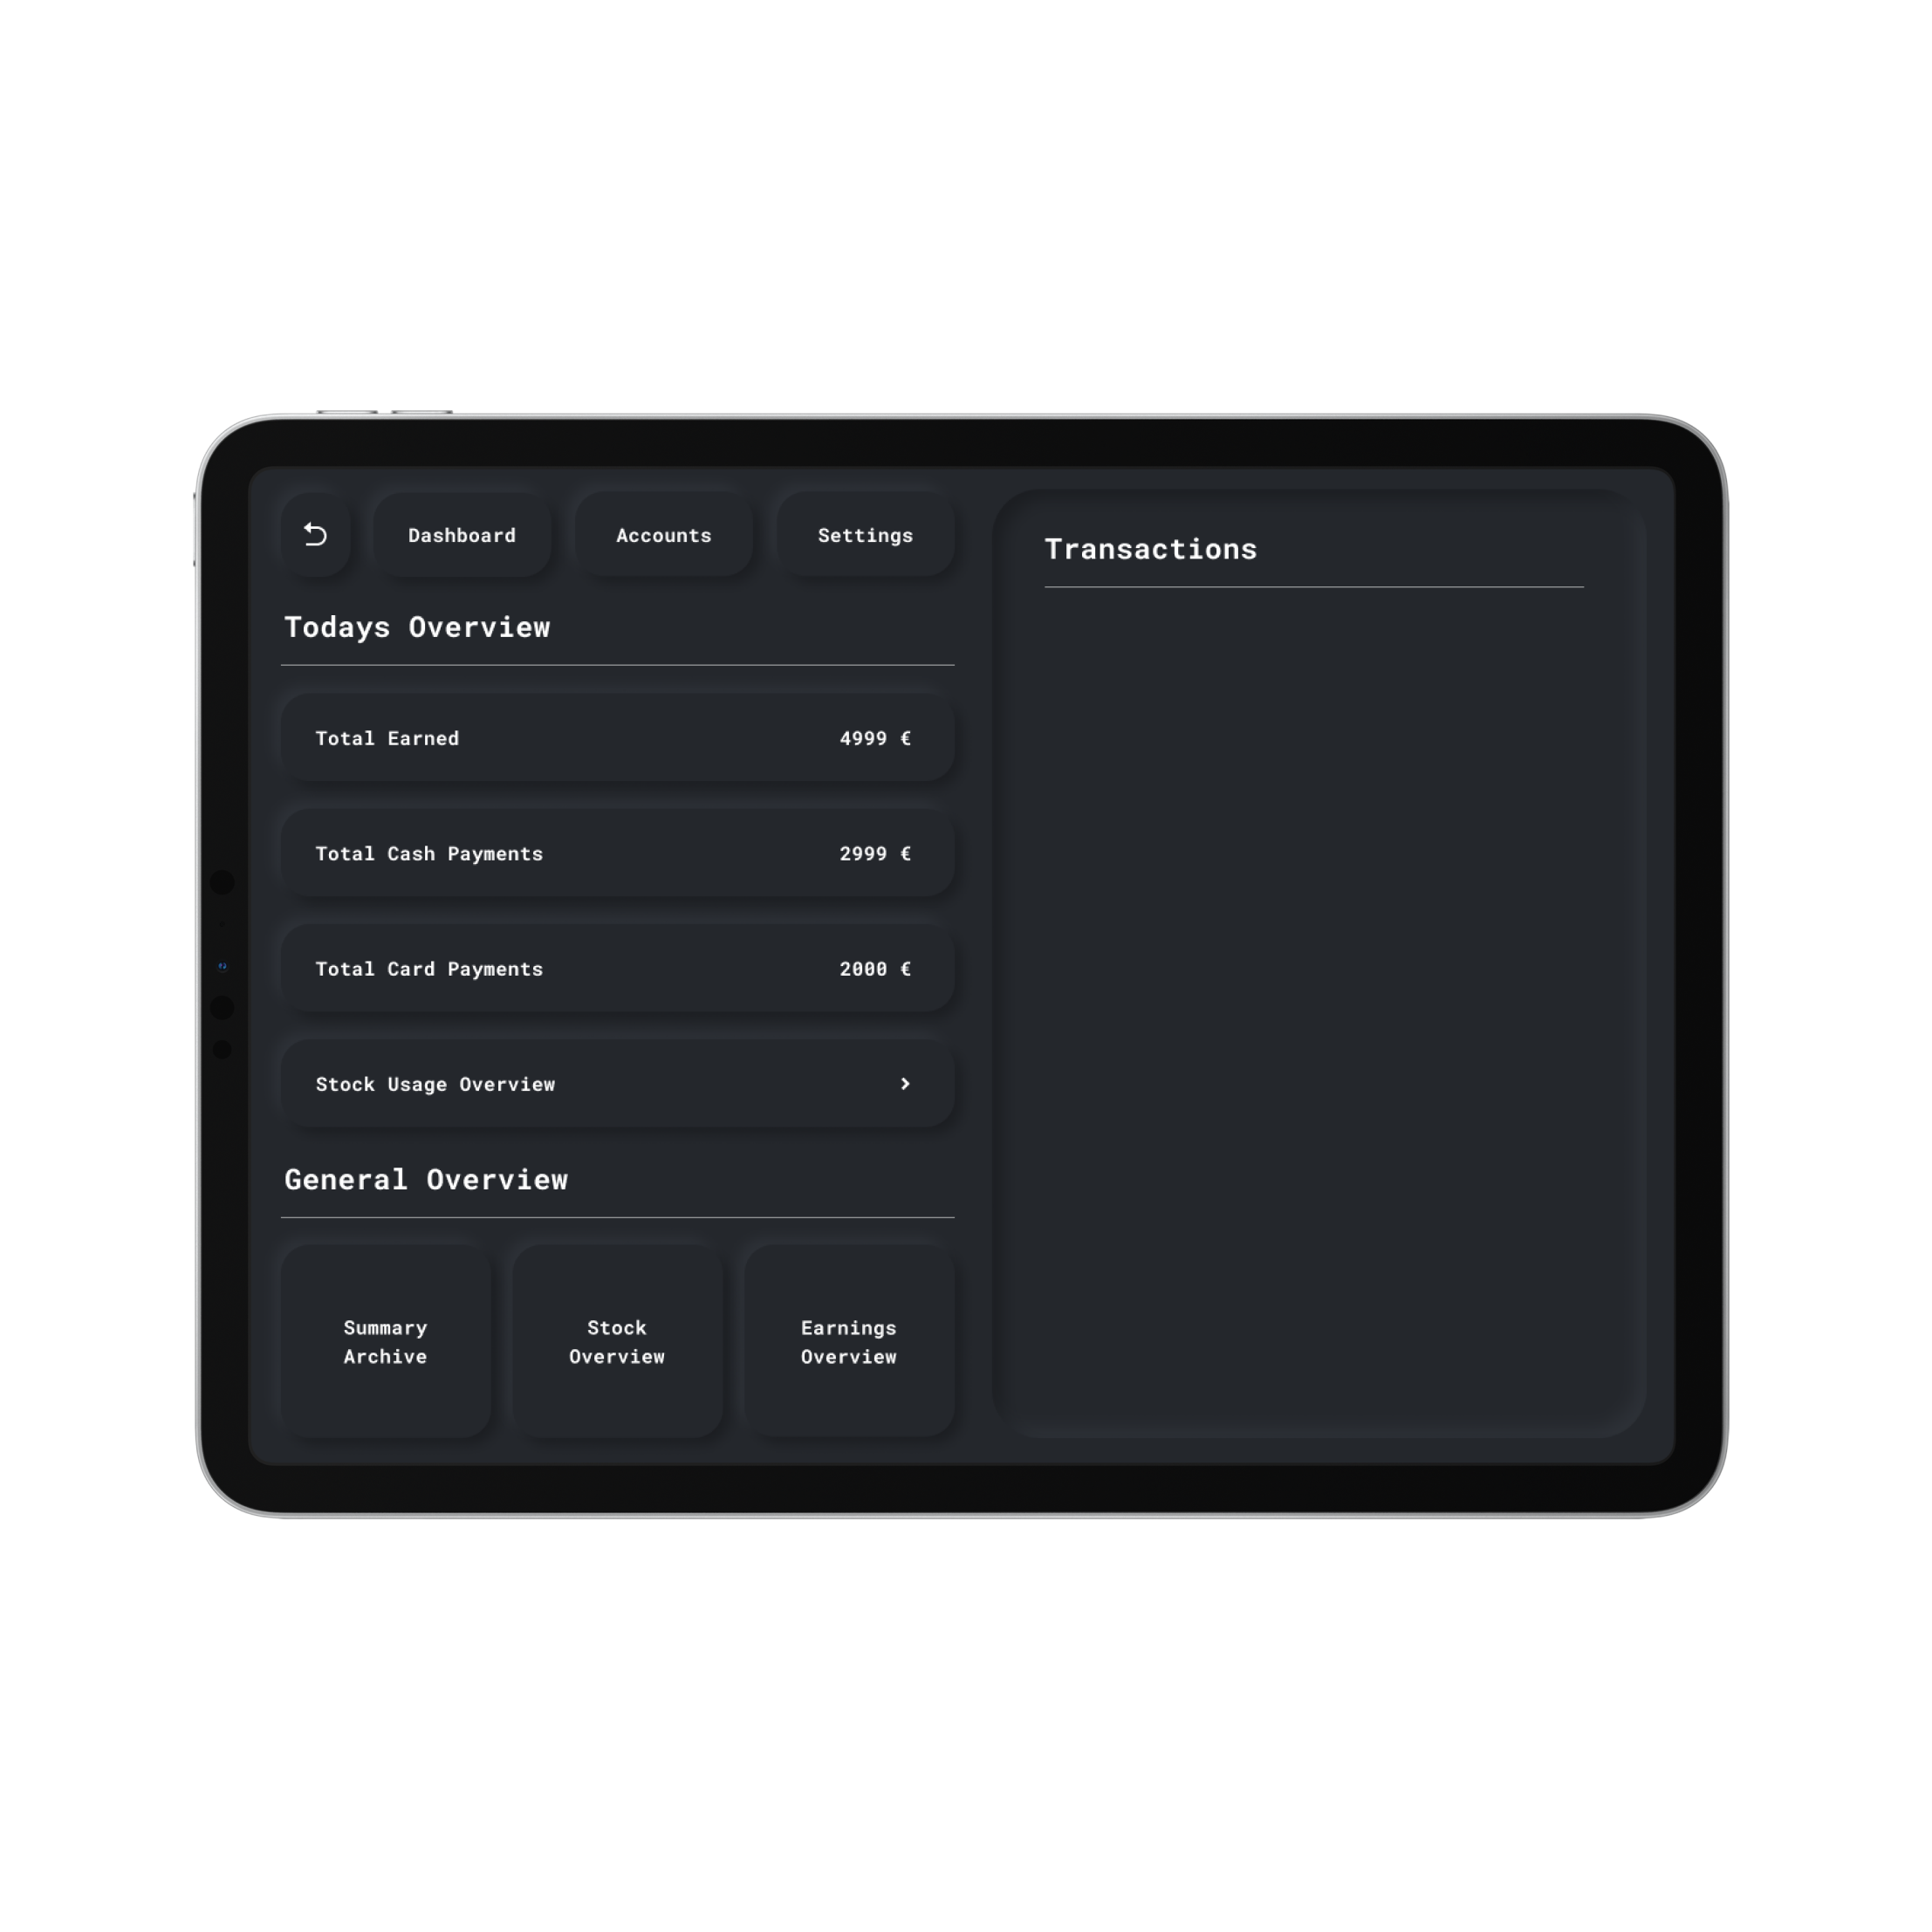 Dashboard
Accounts
Settings
Todays Overview
Total Earned 4999 €
Total Cash Payments 2999 €
Total Card Payments 2000 €
Stock Usage Overview
General Overview
Summary
Archive
Stock
Overview
Earnings
Overview
Transactions